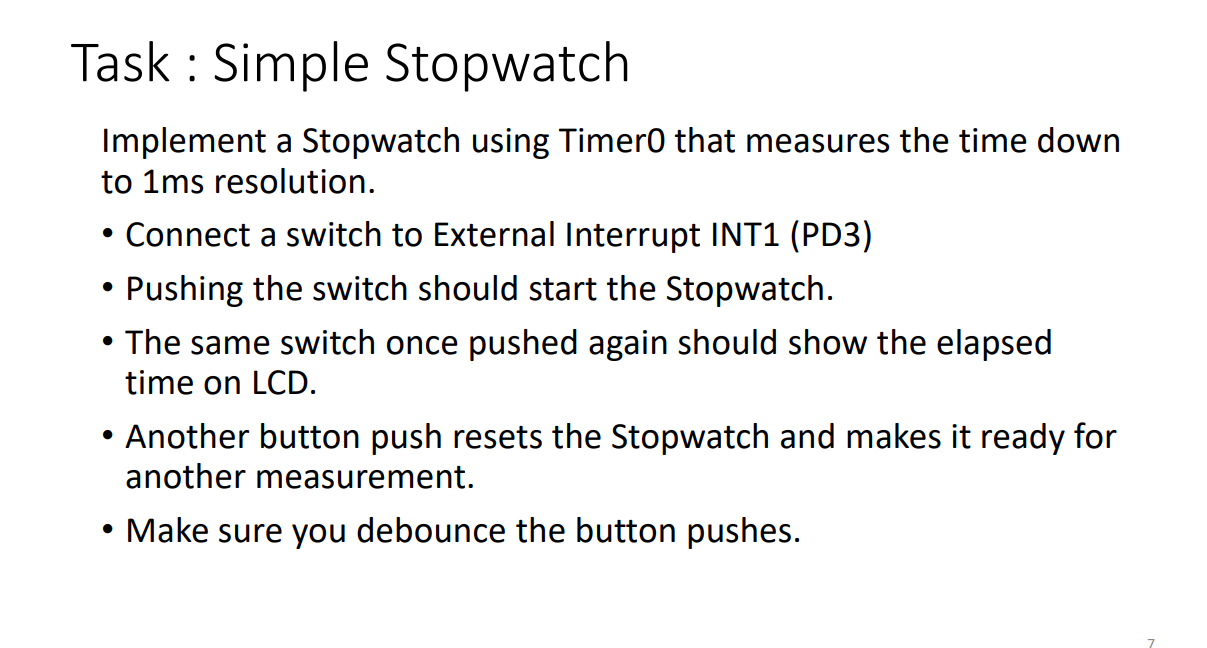 Task : Simple Stopwatch
Implement a Stopwatch using Timer0 that measures the time down
to 1ms resolution.
• Connect a switch to External Interrupt INT1 (PD3)
• Pushing the switch should start the Stopwatch.
• The same switch once pushed again should show the elapsed
time on LCD.
• Another button push resets the Stopwatch and makes it ready for
another measurement.
• Make sure you debounce the button pushes.
7